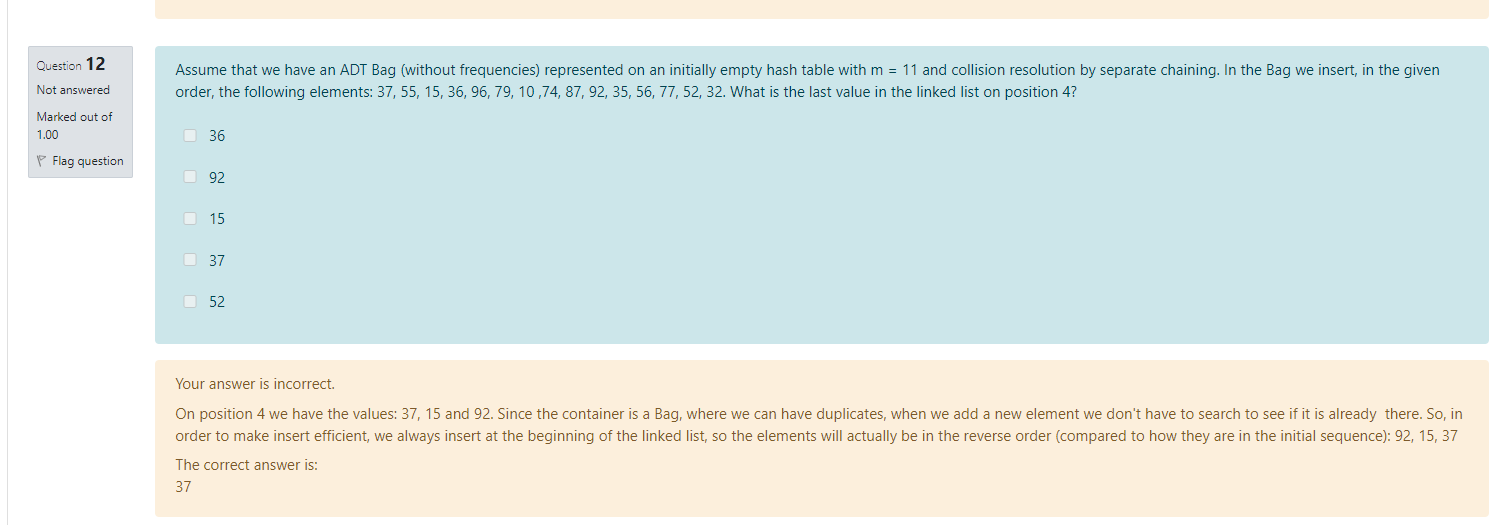 Question 12
Not answered
Marked out of
1.00
Flag question
Assume that we have an ADT Bag (without frequencies) represented on an initially empty hash table with m = 11 and collision resolution by separate chaining. In the Bag we insert, in the given
order, the following elements: 37, 55, 15, 36, 96, 79, 10 ,74, 87, 92, 35, 56, 77, 52, 32. What is the last value in the linked list on position 4?
36
92
15
37
52
Your answer is incorrect.
On position 4 we have the values: 37, 15 and 92. Since the container is a Bag, where we can have duplicates, when we add a new element we don't have to search to see if it is already there. So, in
order to make insert efficient, we always insert at the beginning of the linked list, so the elements will actually be in the reverse order (compared to how they are in the initial sequence): 92, 15, 37
The correct answer is:
37